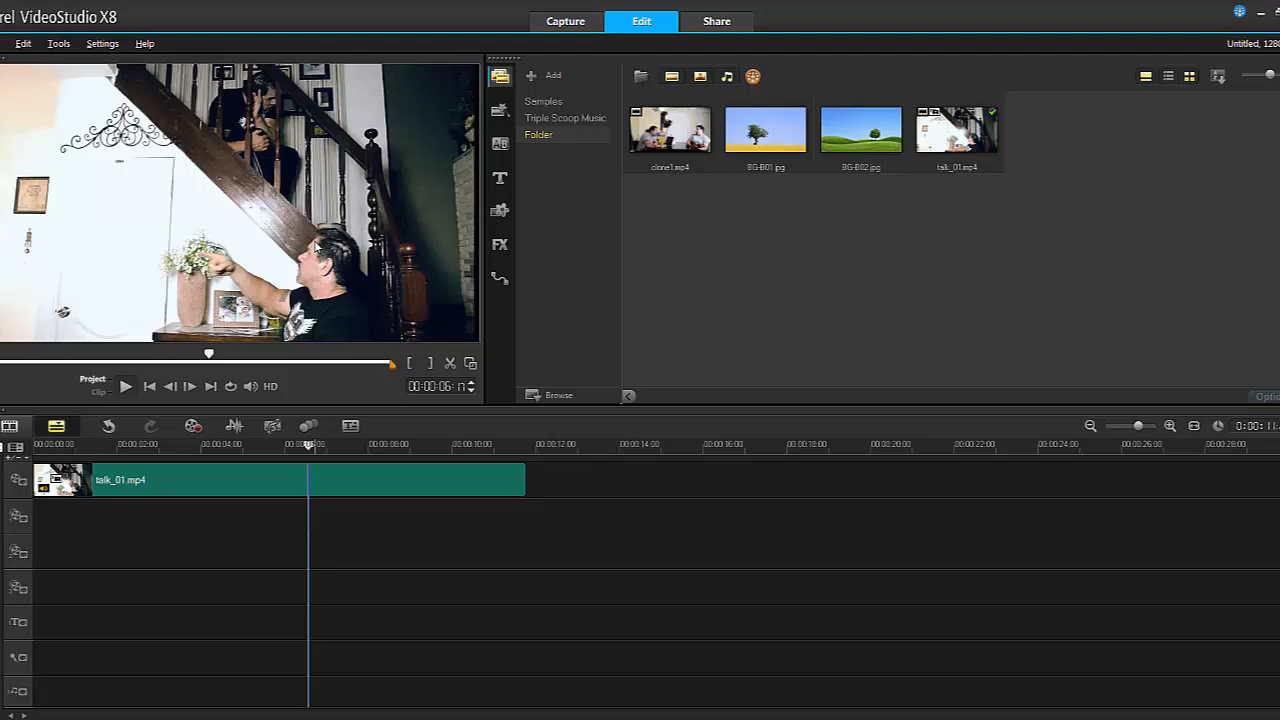 rel VideoStudio X8
Capture
Edit
Share
Edit Tools Settings Help
Untitled, 128
Add
Samples
Triple Scoop Music
Folder
clone1.mp4
BG-B01.jpg
BG-B02.jpg
talk_01.mp4
AB
T
FX
Project
Clip
HD
00:00:06:17
Browse
Optio
0:00:11:
00:00:00:00 00:00:02:00 00:00:04:00 00:00:08:00 00:00:10:00 00:00:12:00 00:00:14:00 00:00:16:00 00:00:18:00 00:00:20:00 00:00:22:00 00:00:24:00 00:00:26:00 00:00:28:00
talk_01.mp4